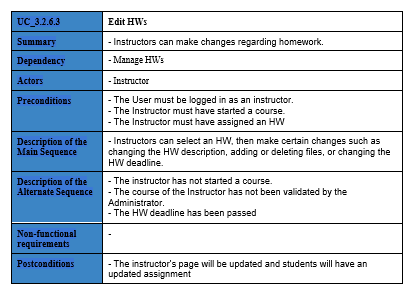 UC_3.2.6.3 Edit HWs
Summary - Instructors can make changes regarding homework.
Dependency - Manage HWs
Actors - Instructor
Preconditions - The User must be logged in as an instructor.
- The Instructor must have started a course.
- The Instructor must have assigned an HW
Description of the - Instructors can select an HW, then make certain changes such as
Main Sequence changing the HW description, adding or deleting files, or changing the
HW deadline.
Description of the - The instructor has not started a course.
Alternate Sequence - The course of the Instructor has not been validated by the
Administrator.
- The HW deadline has been passed
Non-functional -
requirements
Postconditions - The instructor's page will be updated and students will have an
updated assignment